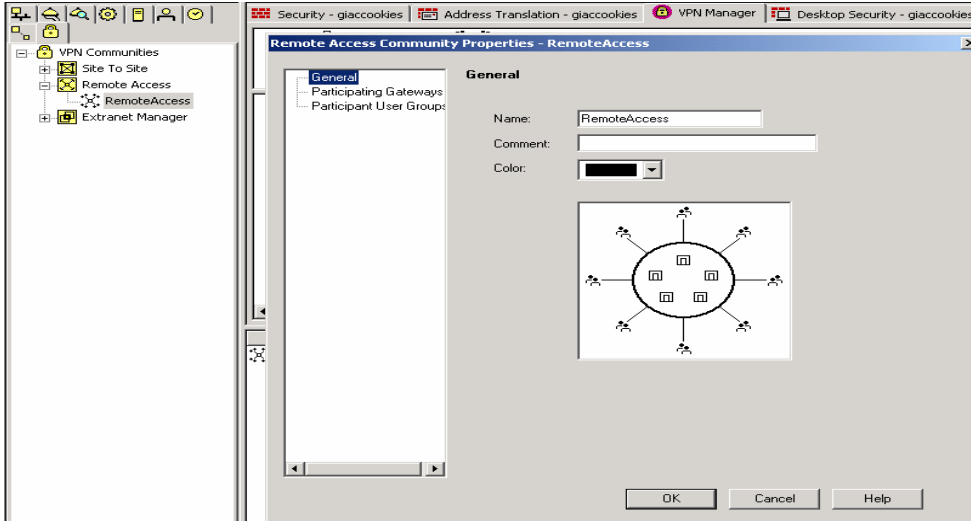 Security - giaccookies
Address Translation - giaccookies
VPN Manager
Desktop Security - giaccookies
VPN Communities
Site To Site
Remote Access
RemoteAccess
Extranet Manager
Remote Access Community Properties - RemoteAccess
General
Participating Gateways
Participant User Groups
General
Name: RemoteAccess
Comment:
Color:
OK
Cancel
Help